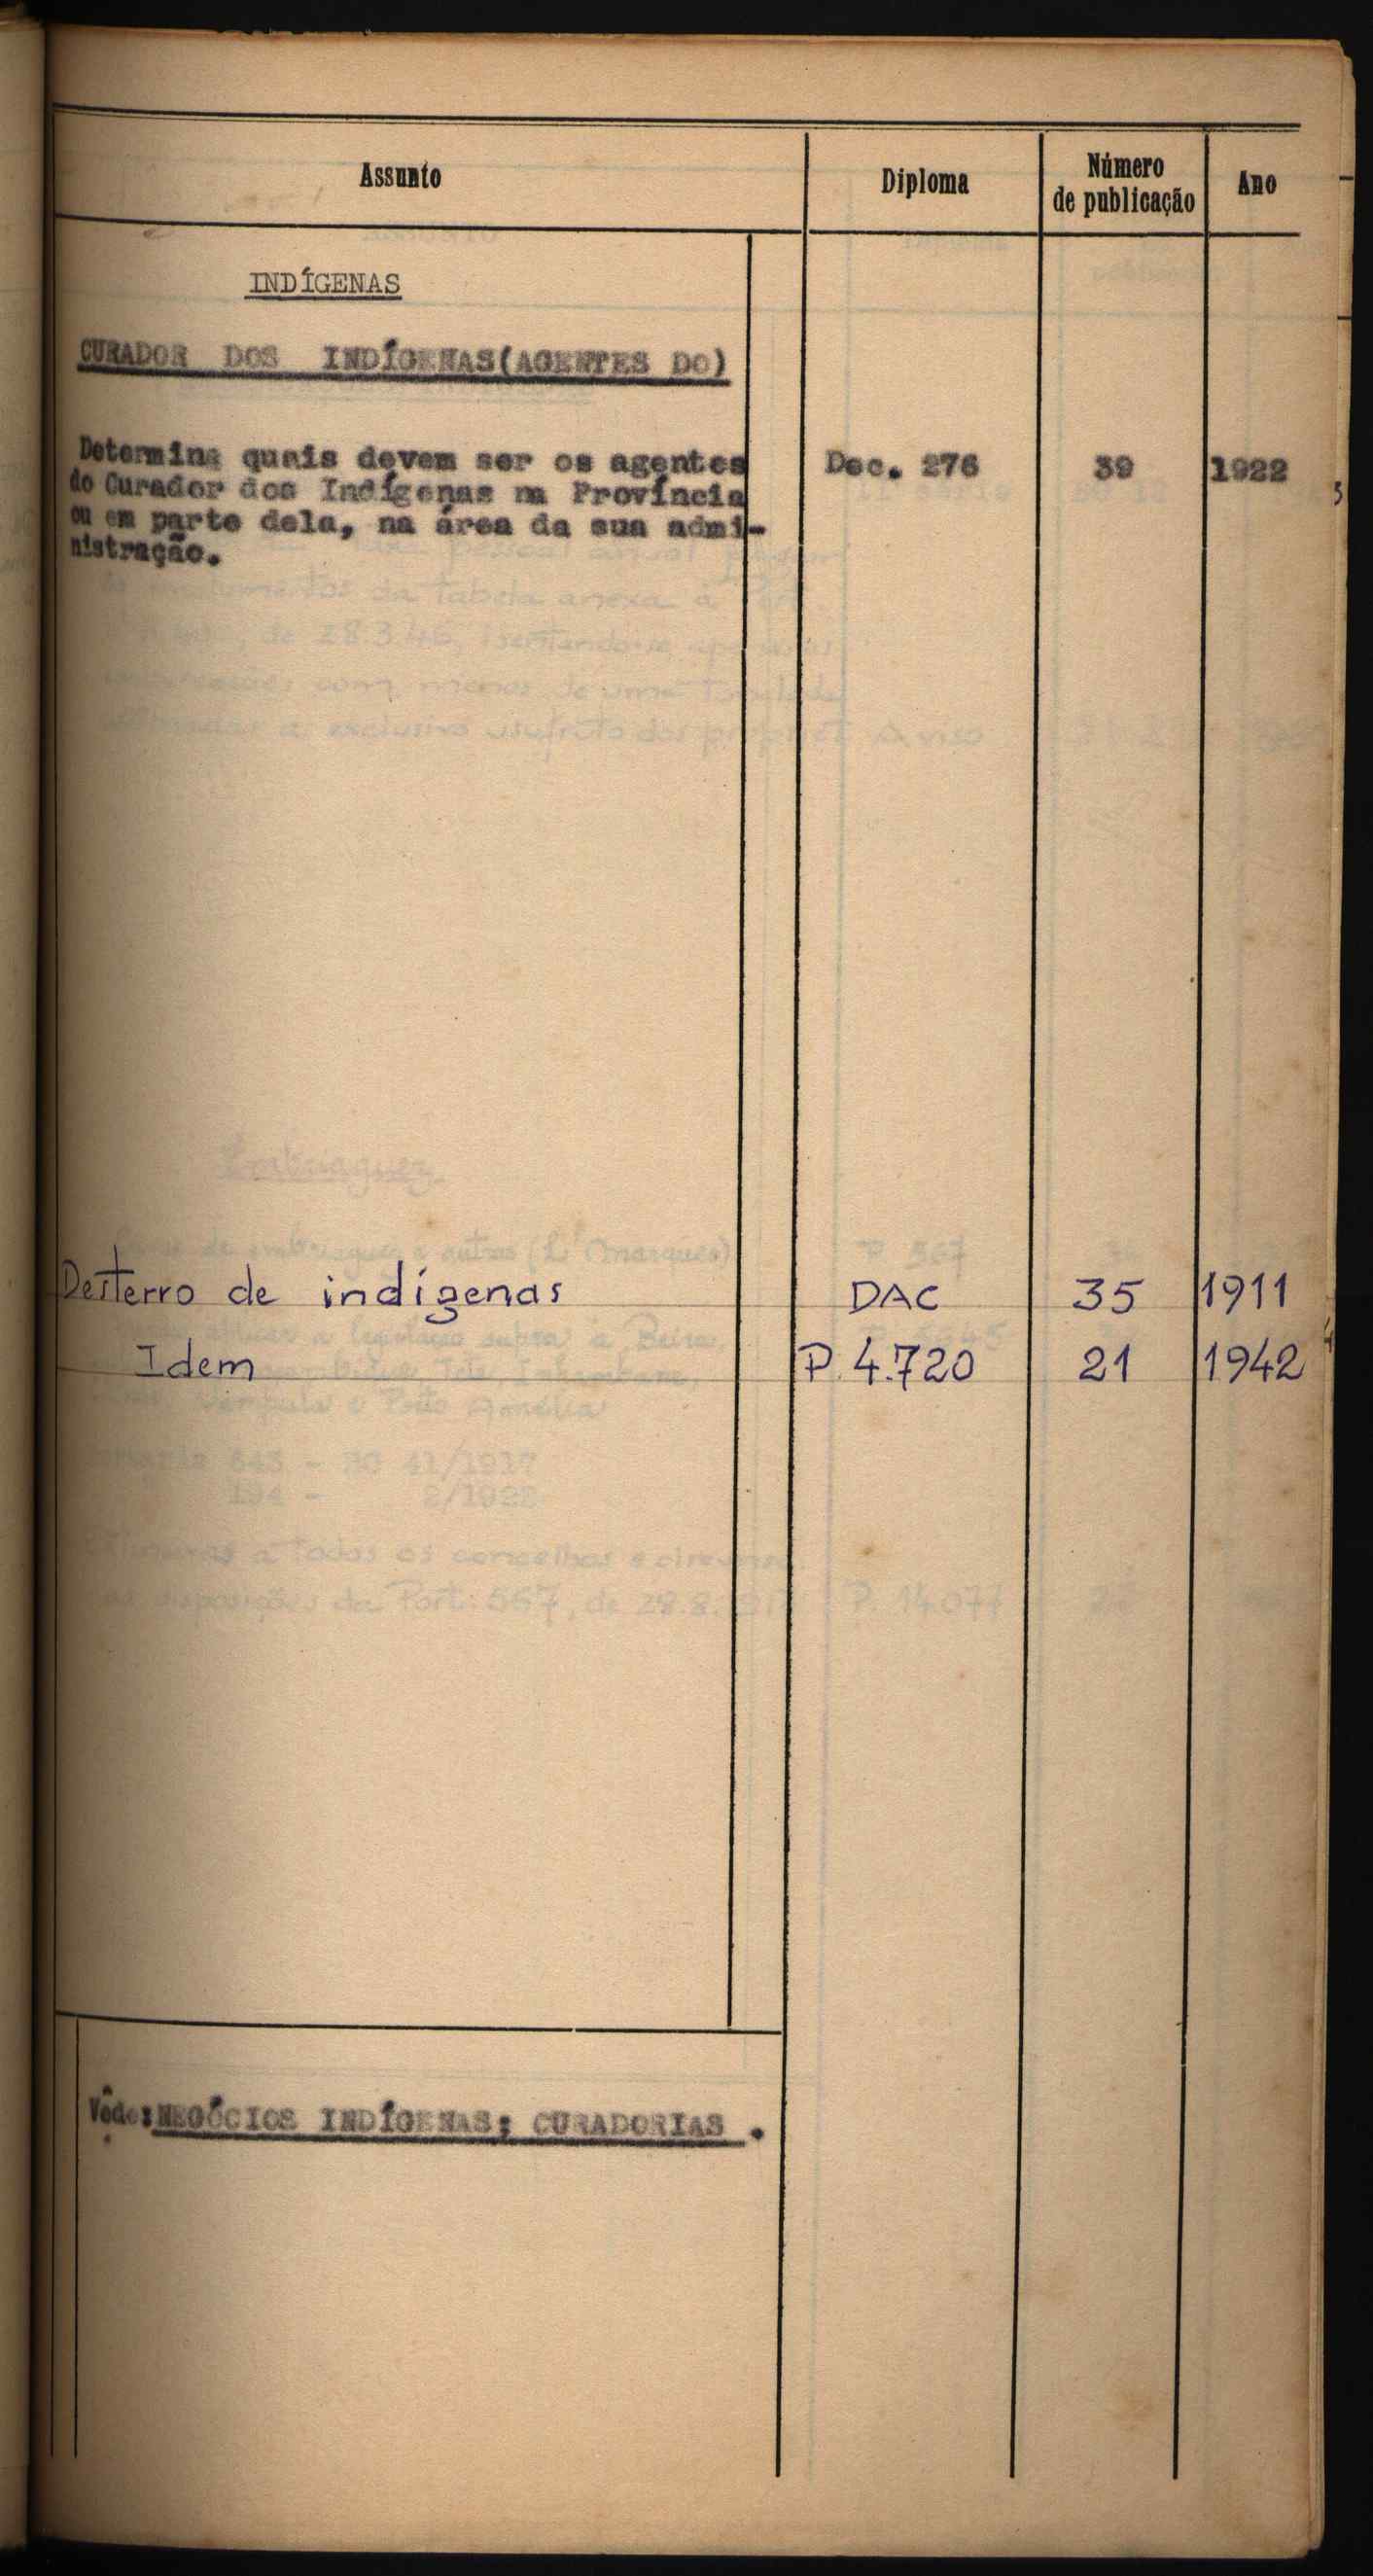 Assunto Diploma Número de publicação Ano
INDÍGENAS
CURADOR DOS INDÍGENAS(AGENTES DO)
Determina quais devem ser os agentes Dec. 276 39 1922
do Curador dos Indígenas na Província
ou em parte dela, na área da sua admi-
nistração.
Desterro de indígenas DAC 35 1911
Idem P. 4.720 21 1942
Vêde:NEGÓCIOS INDÍGENAS; CURADORIAS .